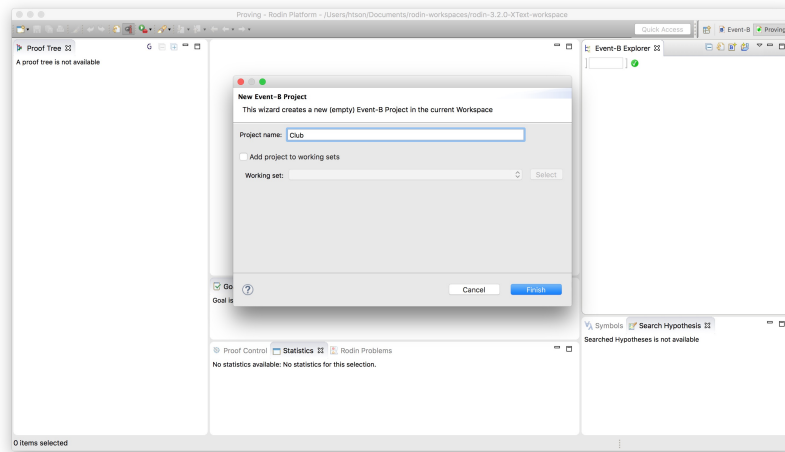 Proving - Rodin Platform - /Users/htson/Documents/rodin-workspaces/rodin-3.2.0-XText-workspace
Quick Access
Event-B
Proving
Proof Tree
A proof tree is not available
Event-B Explorer
New Event-B Project
This wizard creates a new (empty) Event-B Project in the current Workspace
Project name: Club
Add project to working sets
Working set:
Select
? Cancel Finish
Go
Goal is
Symbols Search Hypothesis
Searched Hypotheses is not available
Proof Control Statistics Rodin Problems
No statistics available: No statistics for this selection.
0 items selected